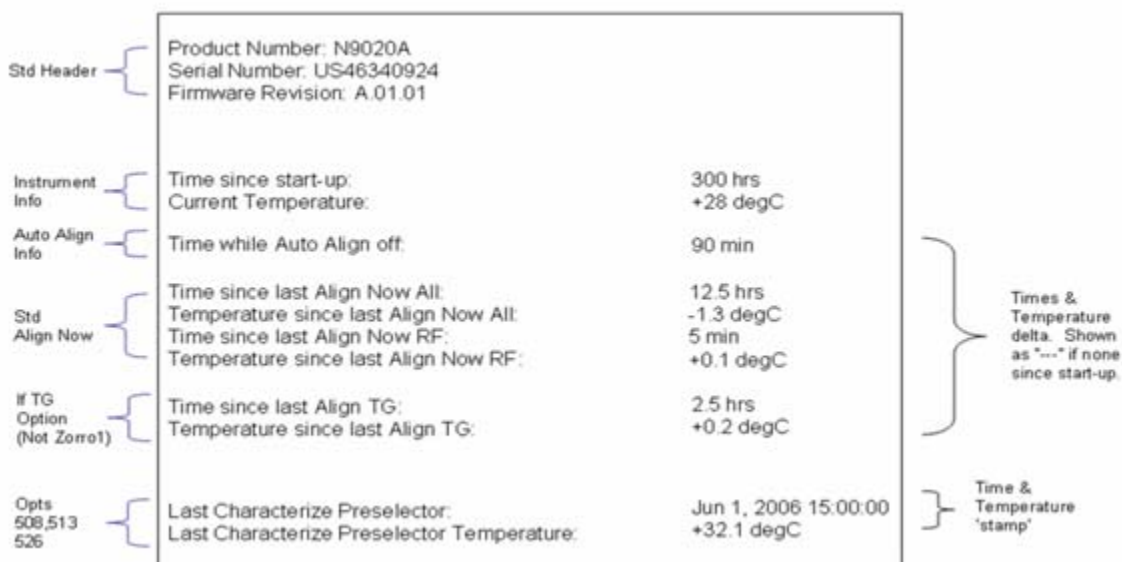 Std Header
Product Number: N9020A
Serial Number: US46340924
Firmware Revision: A.01.01
Instrument
Info
Time since start-up: 300 hrs
Current Temperature: +28 degC
Auto Align
Info
Time while Auto Align off: 90 min
Std
Align Now
Time since last Align Now All: 12.5 hrs
Temperature since last Align Now All: -1.3 degC
Time since last Align Now RF: 5 min
Temperature since last Align Now RF: +0.1 degC
Times &
Temperature
delta. Shown
as "---" if none
since start-up.
If TG
Option
(Not Zorro1)
Time since last Align TG: 2.5 hrs
Temperature since last Align TG: +0.2 degC
Opts
508,513
526
Last Characterize Preselector: Jun 1, 2006 15:00:00
Last Characterize Preselector Temperature: +32.1 degC
Time &
Temperature
'stamp'